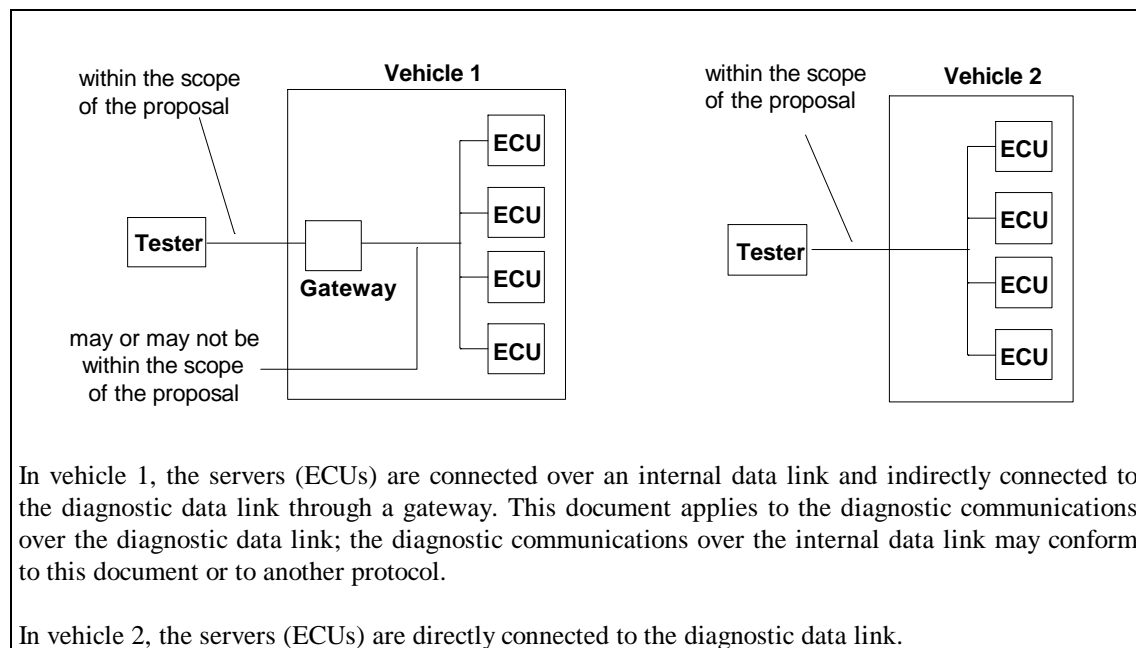 within the scope
of the proposal
Vehicle 1
ECU
ECU
ECU
ECU
Tester
Gateway
may or may not be
within the scope
of the proposal
within the scope
of the proposal
Vehicle 2
ECU
ECU
ECU
ECU
Tester
In vehicle 1, the servers (ECUs) are connected over an internal data link and indirectly connected to
the diagnostic data link through a gateway. This document applies to the diagnostic communications
over the diagnostic data link; the diagnostic communications over the internal data link may conform
to this document or to another protocol.
In vehicle 2, the servers (ECUs) are directly connected to the diagnostic data link.